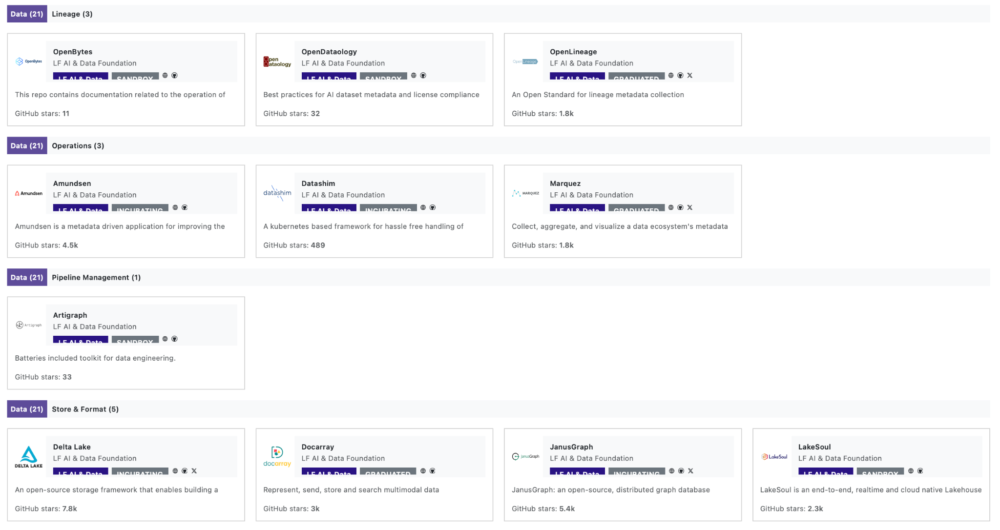 Data (21) Lineage (3)
OpenBytes
OpenBytes
LF AI & Data Foundation
LF AI & Data SANDBOX
This repo contains documentation related to the operation of
GitHub stars: 11
Open Dataology
OpenDataology
LF AI & Data Foundation
LF AI & Data SANDBOX
Best practices for AI dataset metadata and license compliance
GitHub stars: 32
OpenLineage
OpenLineage
LF AI & Data Foundation
LF AI & Data GRADUATED
An Open Standard for lineage metadata collection
GitHub stars: 1.8k
Data (21) Operations (3)
Amundsen
Amundsen
LF AI & Data Foundation
LF AI & Data INCUBATING
Amundsen is a metadata driven application for improving the
GitHub stars: 4.5k
datashim
Datashim
LF AI & Data Foundation
LF AI & Data INCUBATING
A kubernetes based framework for hassle free handling of
GitHub stars: 489
MARQUEZ
Marquez
LF AI & Data Foundation
LF AI & Data GRADUATED
Collect, aggregate, and visualize a data ecosystem's metadata
GitHub stars: 1.8k
Data (21) Pipeline Management (1)
Artigraph
Artigraph
LF AI & Data Foundation
LF AI & Data SANDBOX
Batteries included toolkit for data engineering.
GitHub stars: 33
Data (21) Store & Format (5)
DELTA LAKE
Delta Lake
LF AI & Data Foundation
LF AI & Data INCUBATING
An open-source storage framework that enables building a
GitHub stars: 7.8k
docarray
Docarray
LF AI & Data Foundation
LF AI & Data GRADUATED
Represent, send, store and search multimodal data
GitHub stars: 3k
JanusGraph
JanusGraph
LF AI & Data Foundation
LF AI & Data INCUBATING
JanusGraph: an open-source, distributed graph database
GitHub stars: 5.4k
LakeSoul
LakeSoul
LF AI & Data Foundation
LF AI & Data SANDBOX
LakeSoul is an end-to-end, realtime and cloud native Lakehouse
GitHub stars: 2.3k